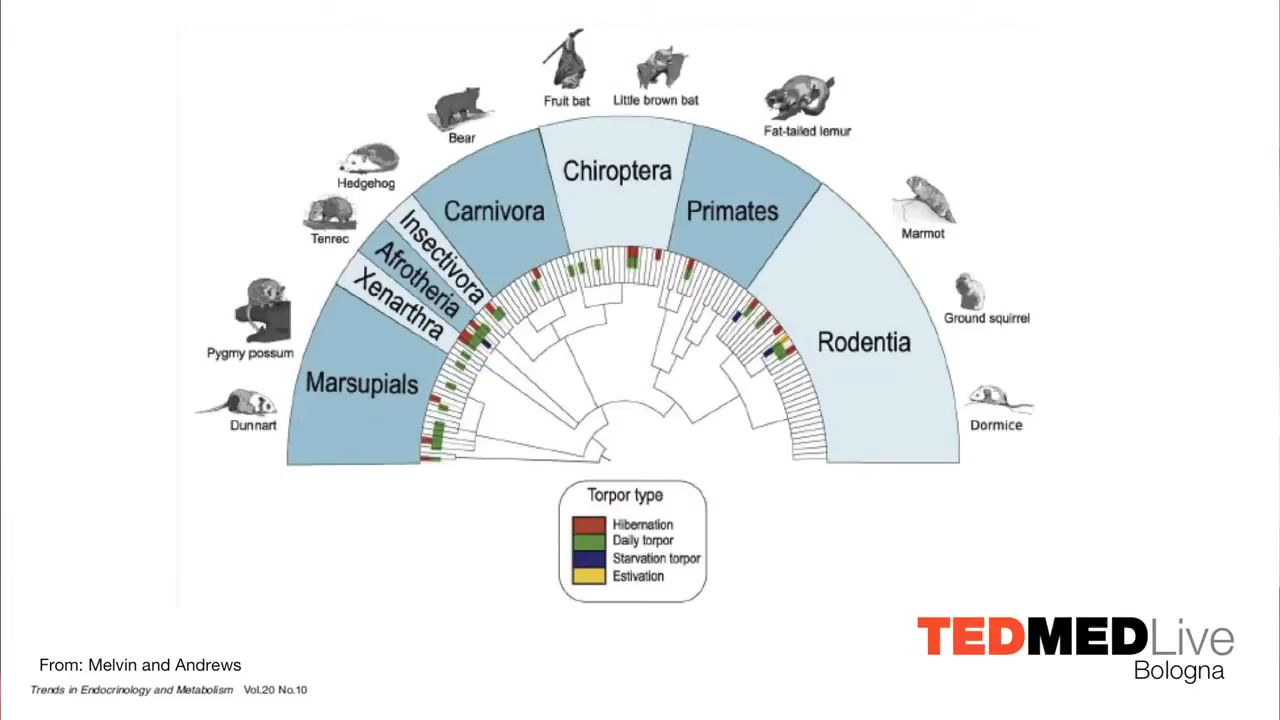 Fruit bat
Little brown bat
Bear
Fat-tailed lemur
Hedgehog
Tenrec
Marmot
Pygmy possum
Ground squirrel
Dunnart
Dormice
Marsupials
Xenarthra
Afrotheria
Insectivora
Carnivora
Chiroptera
Primates
Rodentia
Torpor type
Hibernation
Daily torpor
Starvation torpor
Estivation
From: Melvin and Andrews
Trends in Endocrinology and Metabolism Vol.20 No.10
TEDMEDLive
Bologna